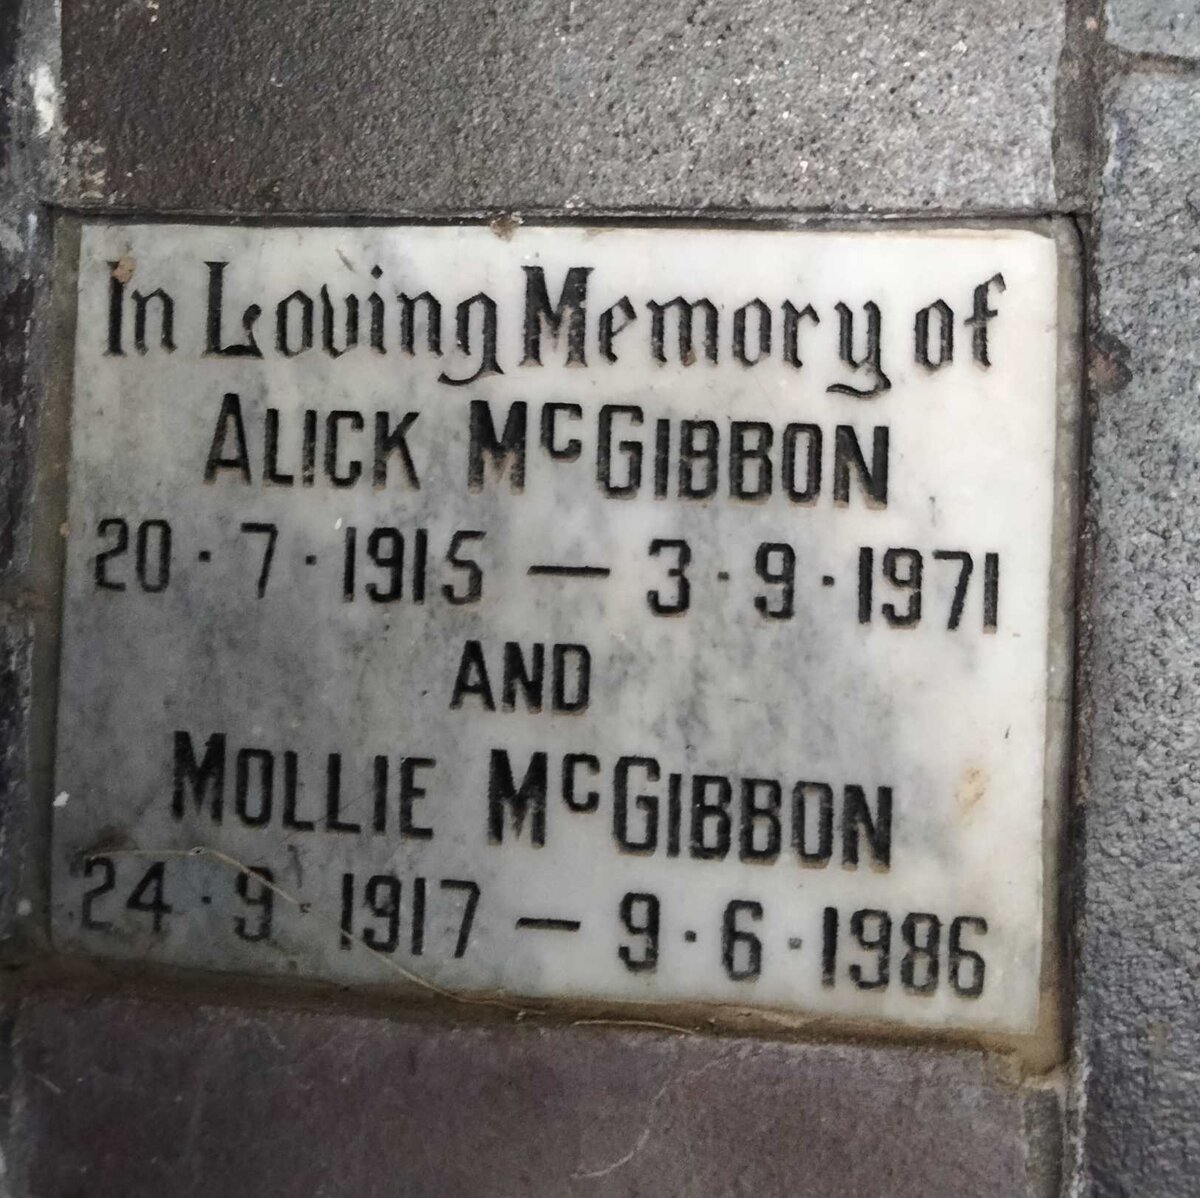 In Loving Memory of
ALICK McGIBBON
20·7·1915 — 3·9·1971
AND
MOLLIE McGIBBON
24·9·1917 — 9·6·1986